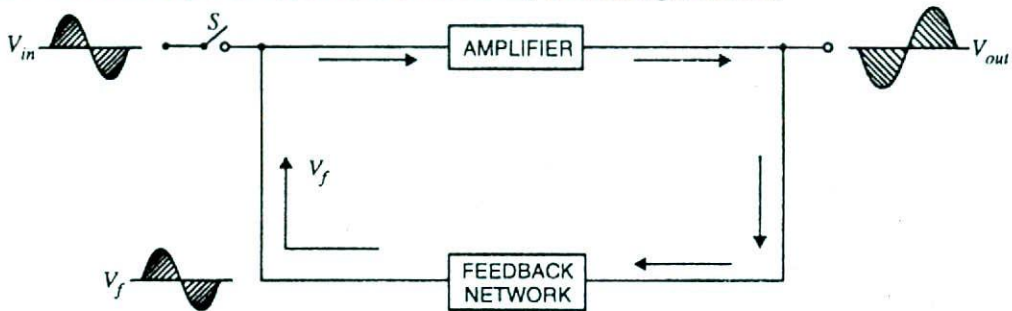 V_in
S
AMPLIFIER
V_out
V_f
V_f
FEEDBACK
NETWORK